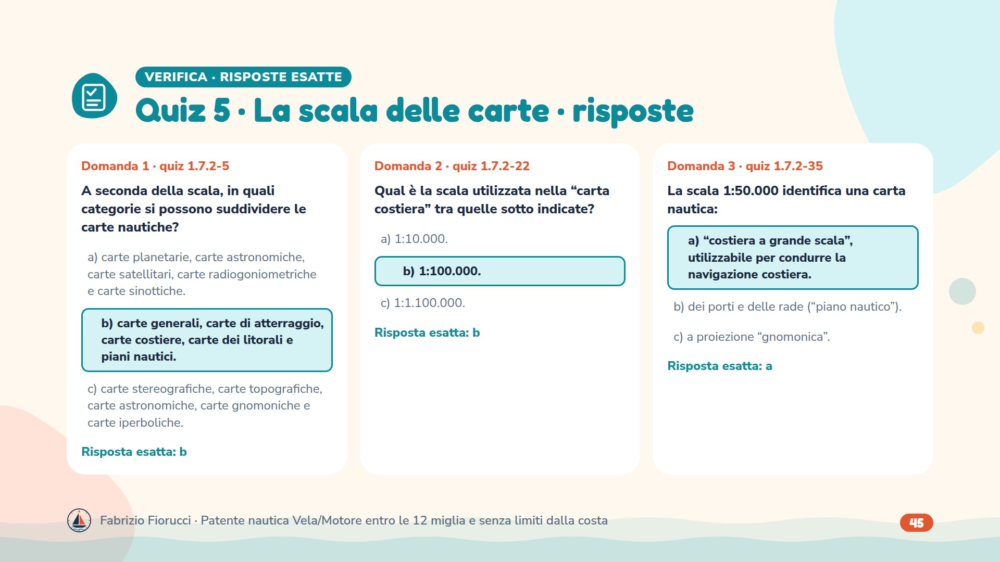 VERIFICA · RISPOSTE ESATTE
Quiz 5 · La scala delle carte · risposte
Domanda 1 · quiz 1.7.2-5
A seconda della scala, in quali
categorie si possono suddividere le
carte nautiche?
a) carte planetarie, carte astronomiche,
carte satellitari, carte radiogoniometriche
e carte sinottiche.
b) carte generali, carte di atterraggio,
carte costiere, carte dei litorali e
piani nautici.
c) carte stereografiche, carte topografiche,
carte astronomiche, carte gnomoniche e
carte iperboliche.
Risposta esatta: b
Domanda 2 · quiz 1.7.2-22
Qual è la scala utilizzata nella “carta
costiera” tra quelle sotto indicate?
a) 1:10.000.
b) 1:100.000.
c) 1:1.100.000.
Risposta esatta: b
Domanda 3 · quiz 1.7.2-35
La scala 1:50.000 identifica una carta
nautica:
a) “costiera a grande scala”,
utilizzabile per condurre la
navigazione costiera.
b) dei porti e delle rade (“piano nautico”).
c) a proiezione “gnomonica”.
Risposta esatta: a
Fabrizio Fiorucci · Patente nautica Vela/Motore entro le 12 miglia e senza limiti dalla costa
45